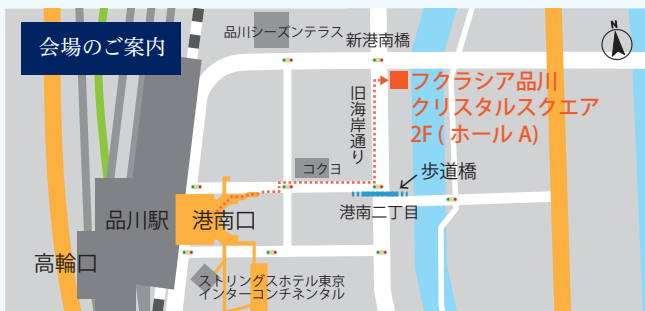 会場のご案内
品川シーズンテラス
新港南橋
N
フクラシア品川
クリスタルスクエア
2F ( ホール A)
旧海岸通り
コクヨ
歩道橋
品川駅
港南口
港南二丁目
高輪口
ストリングスホテル東京
インターコンチネンタル